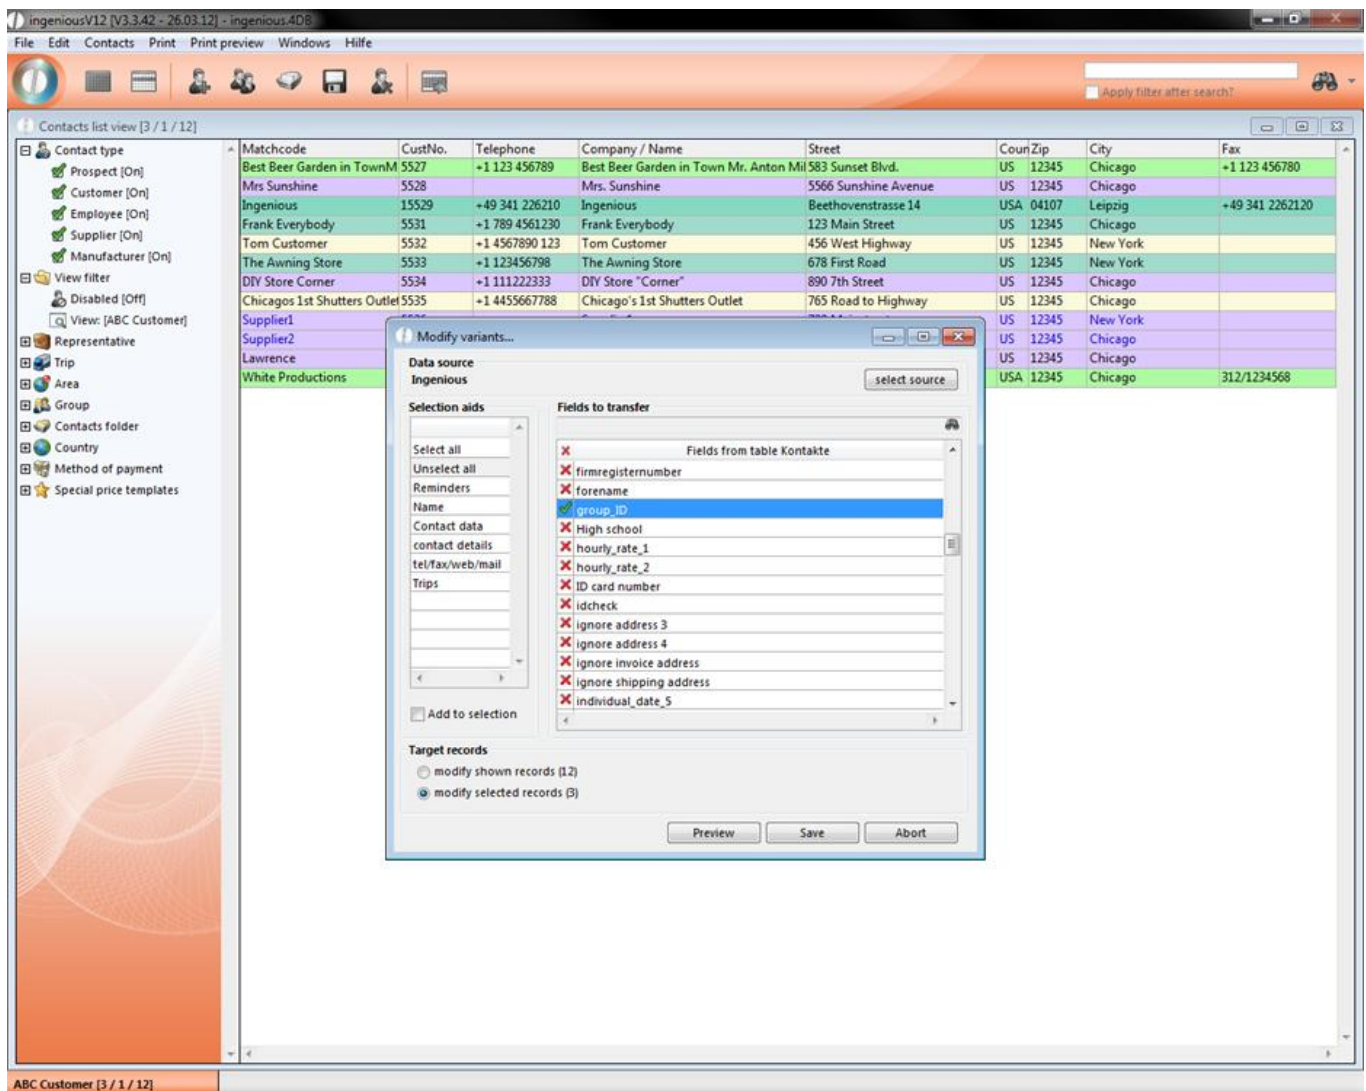 ingeniousV12 [V3.3.42 - 26.03.12] - ingenious.4DB
File Edit Contacts Print Print preview Windows Hilfe
Apply filter after search?
Contacts list view [3 / 1 / 12]
Contact type
Prospect [On]
Customer [On]
Employee [On]
Supplier [On]
Manufacturer [On]
View filter
Disabled [Off]
View: [ABC Customer]
Representative
Trip
Area
Group
Contacts folder
Country
Method of payment
Special price templates
Matchcode CustNo. Telephone Company / Name Street Coun Zip City Fax
Best Beer Garden in TownM 5527 +1 123 456789 Best Beer Garden in Town Mr. Anton Mil 583 Sunset Blvd. US 12345 Chicago +1 123 456780
Mrs Sunshine 5528 Mrs. Sunshine 5566 Sunshine Avenue US 12345 Chicago
Ingenious 15529 +49 341 226210 Ingenious Beethovenstrasse 14 USA 04107 Leipzig +49 341 2262120
Frank Everybody 5531 +1 789 4561230 Frank Everybody 123 Main Street US 12345 Chicago
Tom Customer 5532 +1 4567890 123 Tom Customer 456 West Highway US 12345 New York
The Awning Store 5533 +1 123456798 The Awning Store 678 First Road US 12345 New York
DIY Store Corner 5534 +1 111222333 DIY Store "Corner" 890 7th Street US 12345 Chicago
Chicagos 1st Shutters Outlet 5535 +1 4455667788 Chicago's 1st Shutters Outlet 765 Road to Highway US 12345 Chicago
Supplier1 US 12345 New York
Supplier2 US 12345 Chicago
Lawrence US 12345 Chicago
White Productions USA 12345 Chicago 312/1234568
Modify variants...
Data source
Ingenious
select source
Selection aids
Select all
Unselect all
Reminders
Name
Contact data
contact details
tel/fax/web/mail
Trips
Add to selection
Fields to transfer
Fields from table Kontakte
firmregisternumber
forename
group_ID
High school
hourly_rate_1
hourly_rate_2
ID card number
idcheck
ignore address 3
ignore address 4
ignore invoice address
ignore shipping address
individual_date_5
Target records
modify shown records (12)
modify selected records (3)
Preview Save Abort
ABC Customer [3 / 1 / 12]